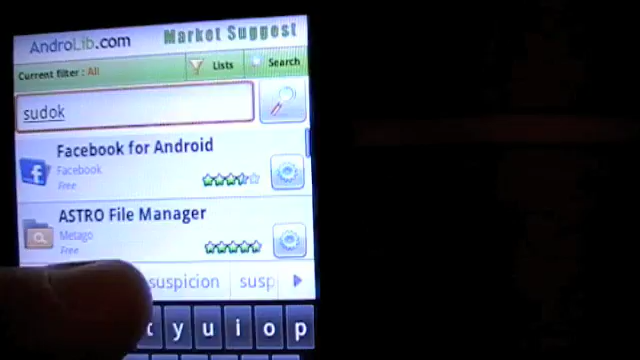 AndroLib.com Market Suggest
Current filter : All Lists Search
sudok
Facebook for Android
Facebook
Free
ASTRO File Manager
Metago
Free
suspicion susp
y u i o p